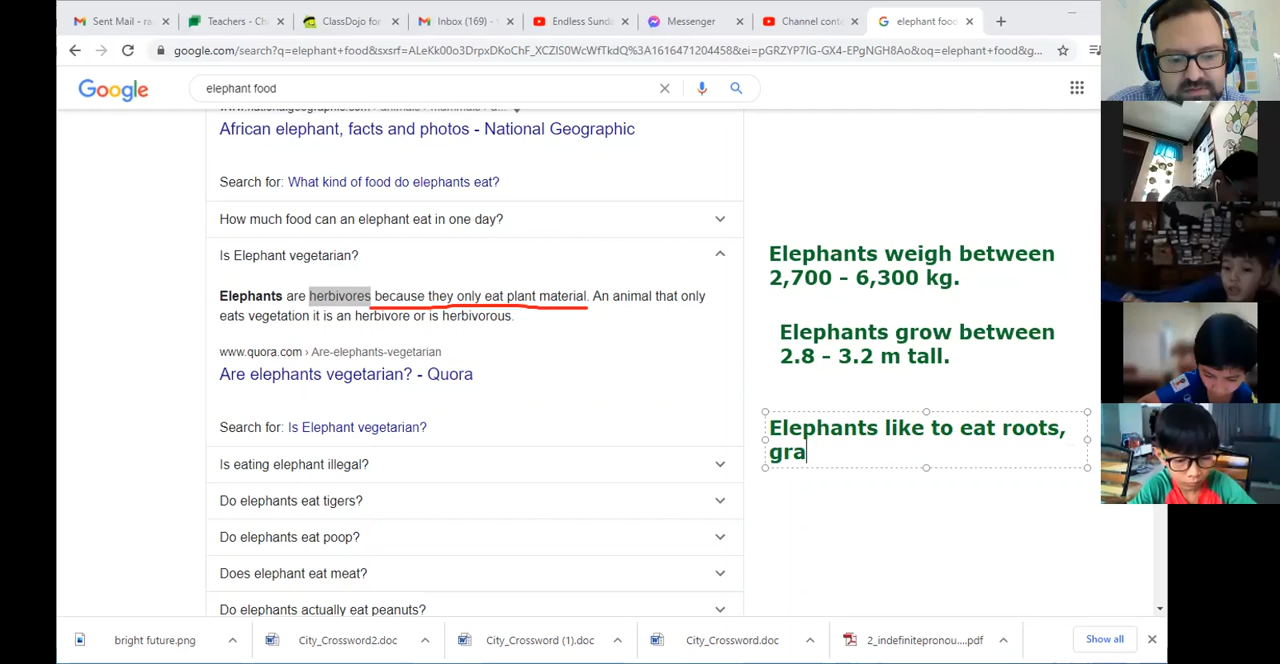 Sent Mail - ra
Teachers - Ch
ClassDojo for
Inbox (169) -
Endless Sund
Messenger
Channel cont
elephant food
google.com/search?q=elephant+food&sxsrf=ALeKk00o3DrpxDKoChF_XCZIS0WcWfTkdQ%3A1616471204458&ei=pGRZYP7IG-GX4-EPgNGH8Ao&oq=elephant+food&g...
Google
elephant food
African elephant, facts and photos - National Geographic
Search for: What kind of food do elephants eat?
How much food can an elephant eat in one day?
Is Elephant vegetarian?
Elephants are herbivores because they only eat plant material. An animal that only
eats vegetation it is an herbivore or is herbivorous.
www.quora.com › Are-elephants-vegetarian
Are elephants vegetarian? - Quora
Search for: Is Elephant vegetarian?
Is eating elephant illegal?
Do elephants eat tigers?
Do elephants eat poop?
Does elephant eat meat?
Do elephants actually eat peanuts?
Elephants weigh between
2,700 - 6,300 kg.
Elephants grow between
2.8 - 3.2 m tall.
Elephants like to eat roots,
gra
bright future.png
City_Crossword2.doc
City_Crossword (1).doc
City_Crossword.doc
2_indefinitepronou....pdf
Show all